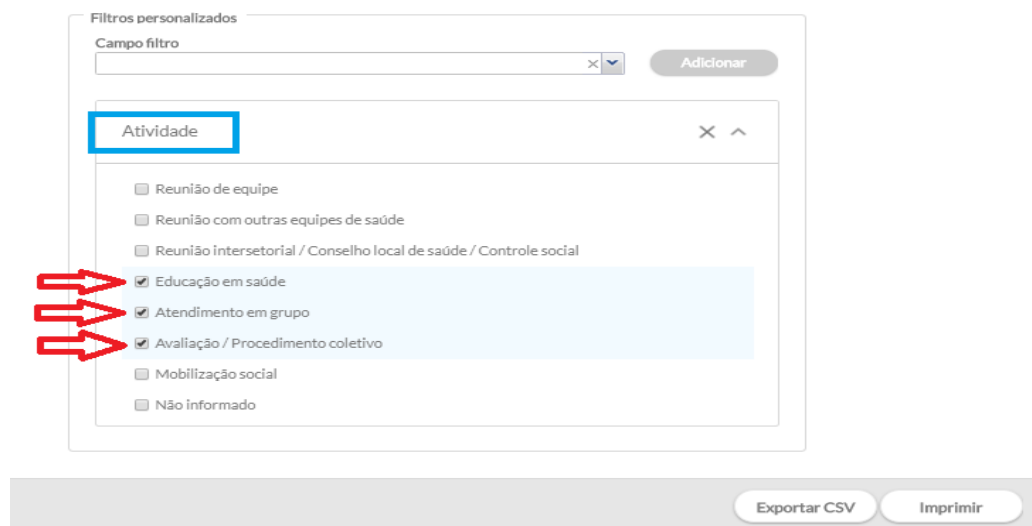 Filtros personalizados
Campo filtro
Adicionar
Atividade
Reunião de equipe
Reunião com outras equipes de saúde
Reunião intersetorial / Conselho local de saúde / Controle social
Educação em saúde
Atendimento em grupo
Avaliação / Procedimento coletivo
Mobilização social
Não informado
Exportar CSV
Imprimir